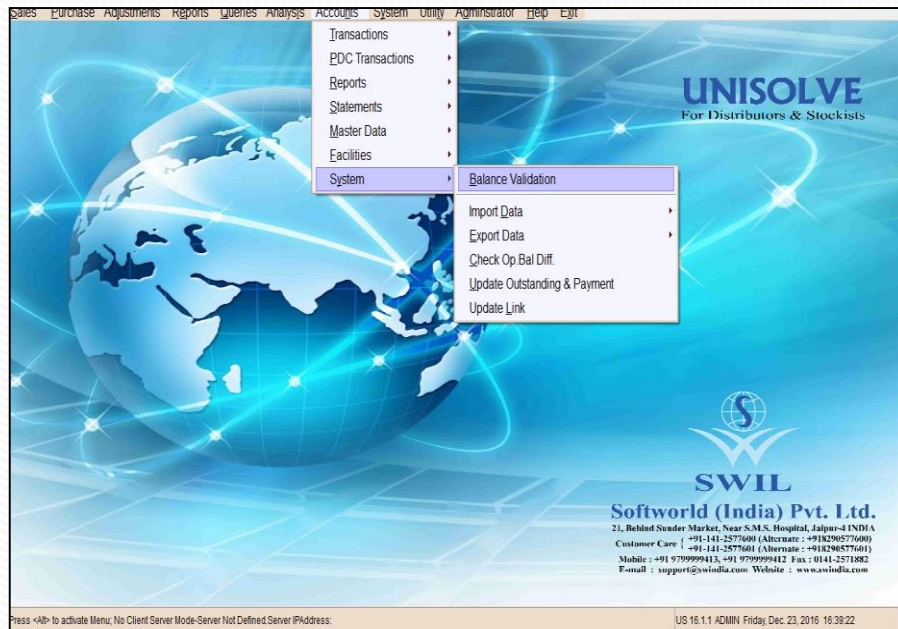 Sales Purchase Adjustments Reports Queries Analysis Accounts System Utility Adminstrator Help Exit
Transactions
PDC Transactions
Reports
Statements
Master Data
Facilities
System
Balance Validation
Import Data
Export Data
Check Op.Bal Diff.
Update Outstanding & Payment
Update Link
UNISOLVE
For Distributors & Stockists
S
SWIL
Softworld (India) Pvt. Ltd.
21, Behind Sunder Market, Near S.M.S. Hospital, Jaipur-4 INDIA
Customer Care { +91-141-2577600 (Alternate : +918290577600)
+91-141-2577601 (Alternate : +918290577601)
Mobile : +91 9799999413, +91 9799999412 Fax : 0141-2571882
E-mail : support@swindia.com Website : www.swindia.com
Press <Alt> to activate Menu; No Client Server Mode-Server Not Defined.Server IPAddress:
US 16.1.1 ADMIN Friday, Dec. 23, 2016 16:39:22